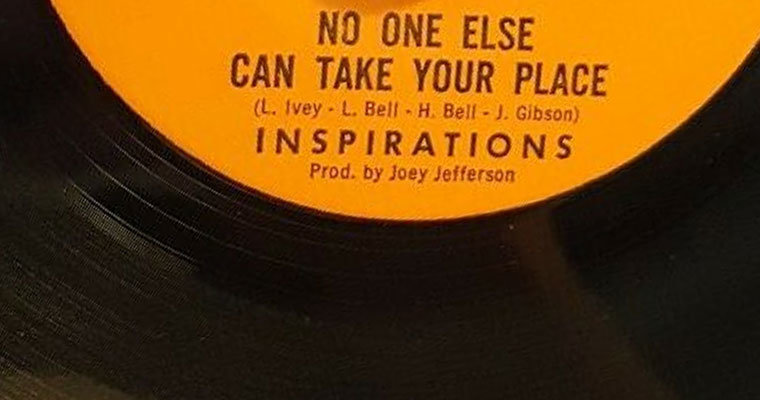 NO ONE ELSE
CAN TAKE YOUR PLACE
(L. Ivey - L. Bell - H. Bell - J. Gibson)
INSPIRATIONS
Prod. by Joey Jefferson